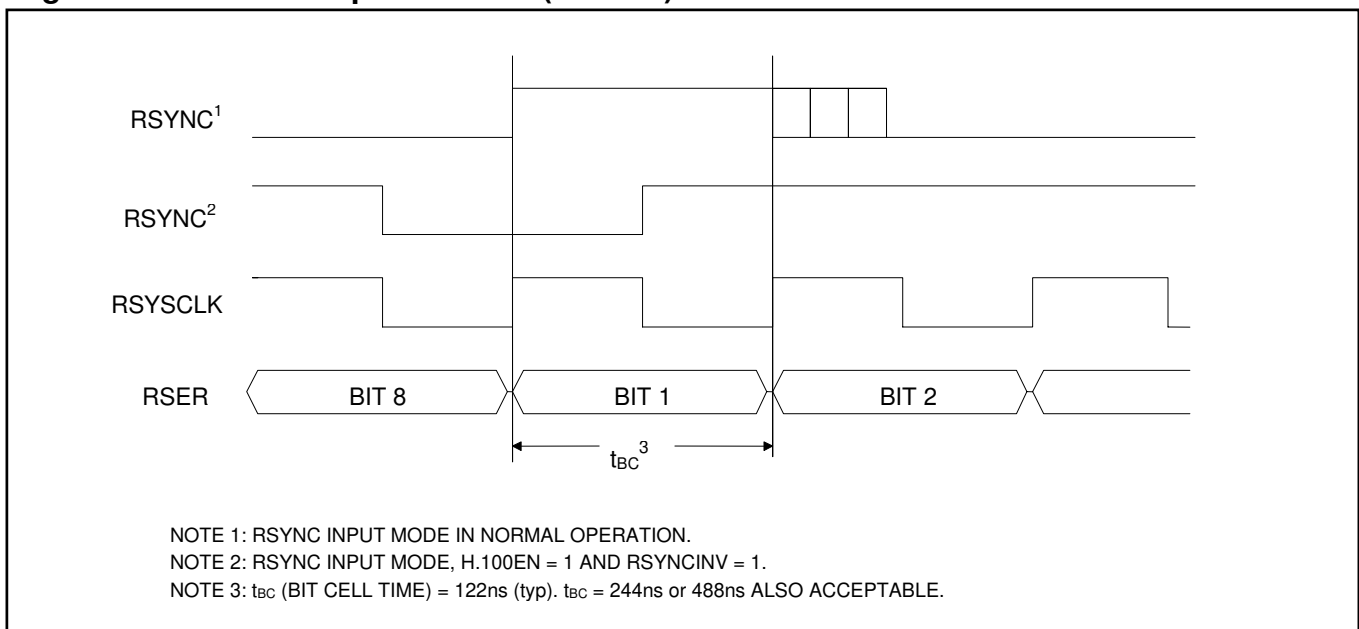 RSYNC¹
RSYNC²
RSYSCLK
RSER BIT 8 BIT 1 BIT 2
tBC³
NOTE 1: RSYNC INPUT MODE IN NORMAL OPERATION.
NOTE 2: RSYNC INPUT MODE, H.100EN = 1 AND RSYNCINV = 1.
NOTE 3: tBC (BIT CELL TIME) = 122ns (typ). tBC = 244ns or 488ns ALSO ACCEPTABLE.